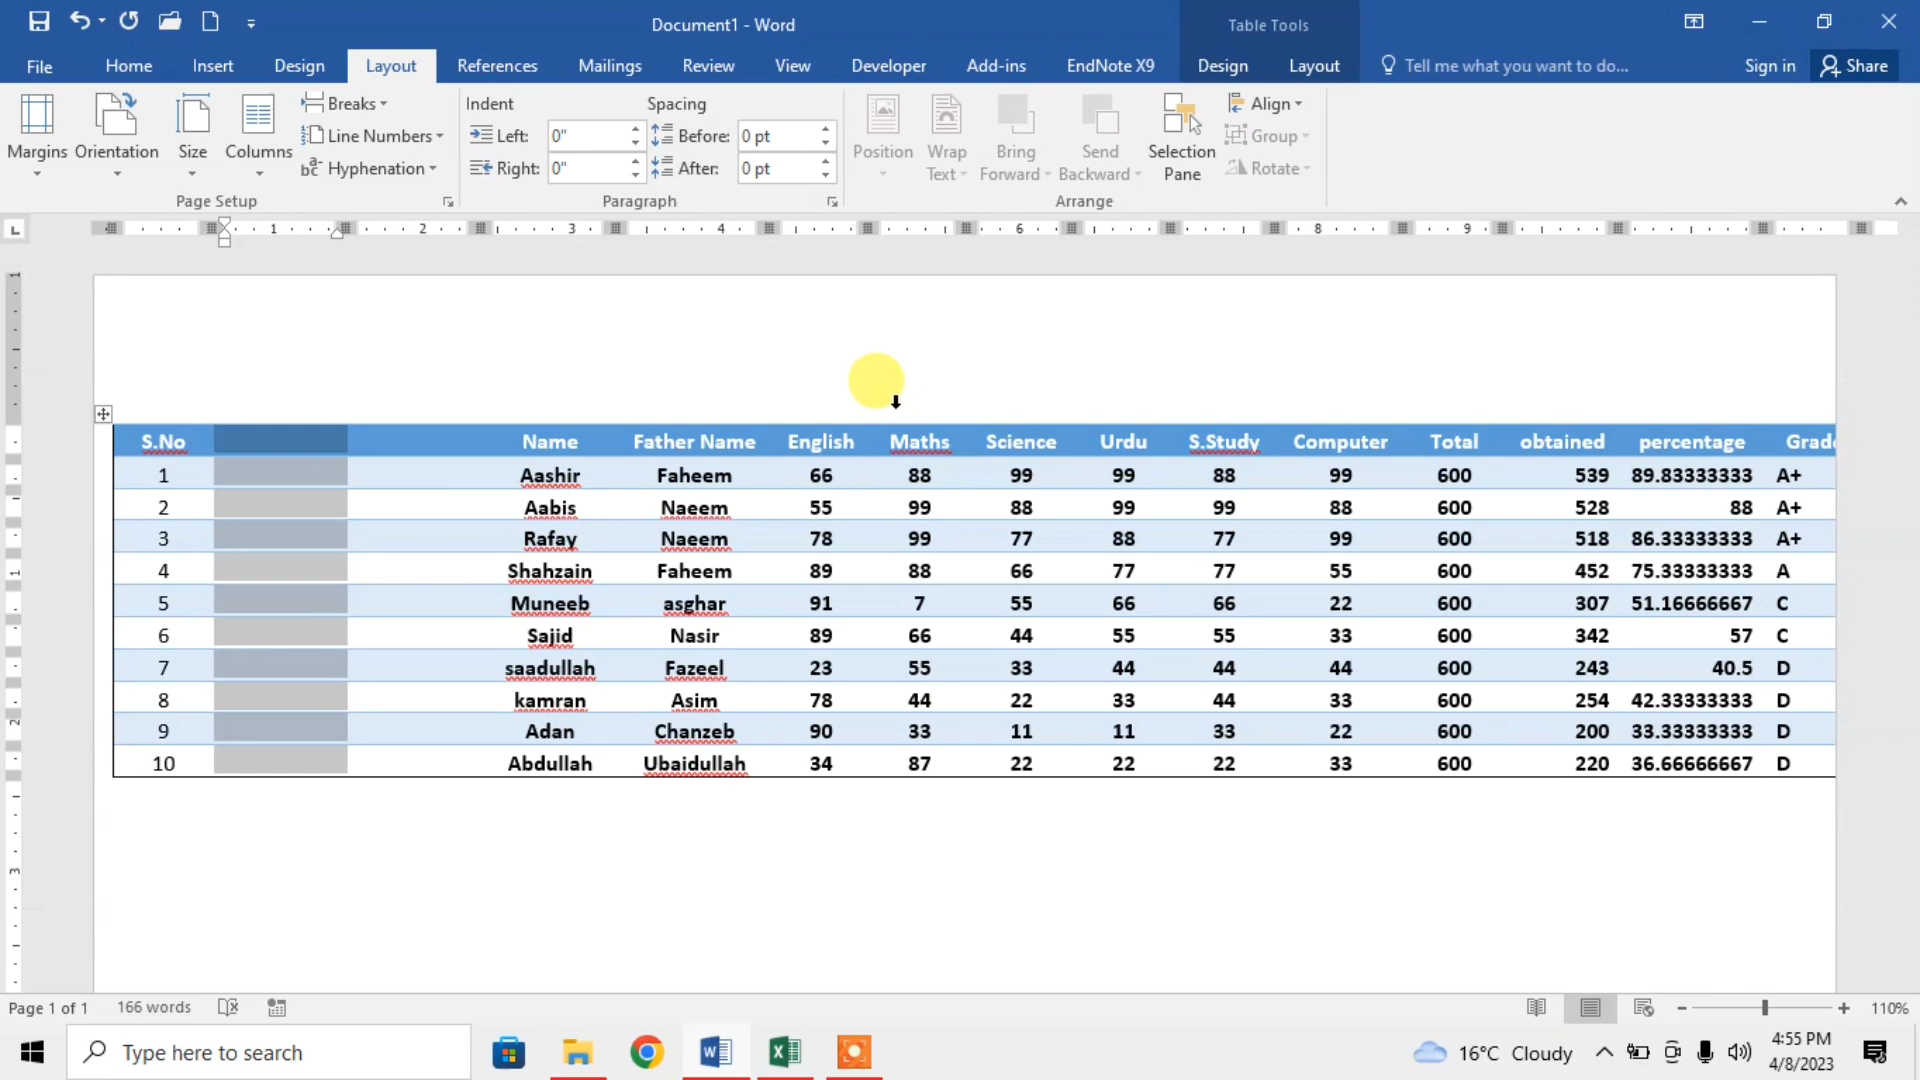 Document1 - Word
Table Tools
File Home Insert Design Layout References Mailings Review View Developer Add-ins EndNote X9 Design Layout Tell me what you want to do... Sign in Share
Margins Orientation Size Columns
Breaks
Line Numbers
Hyphenation
Page Setup
Indent Spacing
Left: 0" Before: 0 pt
Right: 0" After: 0 pt
Paragraph
Position Wrap Text Bring Forward Send Backward Selection Pane
Align
Group
Rotate
Arrange
1 2 3 4 6 8 9
S.No Name Father Name English Maths Science Urdu S.Study Computer Total obtained percentage Grade
1 Aashir Faheem 66 88 99 99 88 99 600 539 89.83333333 A+
2 Aabis Naeem 55 99 88 99 99 88 600 528 88 A+
3 Rafay Naeem 78 99 77 88 77 99 600 518 86.33333333 A+
4 Shahzain Faheem 89 88 66 77 77 55 600 452 75.33333333 A
5 Muneeb asghar 91 7 55 66 66 22 600 307 51.16666667 C
6 Sajid Nasir 89 66 44 55 55 33 600 342 57 C
7 saadullah Fazeel 23 55 33 44 44 44 600 243 40.5 D
8 kamran Asim 78 44 22 33 44 33 600 254 42.33333333 D
9 Adan Chanzeb 90 33 11 11 33 22 600 200 33.33333333 D
10 Abdullah Ubaidullah 34 87 22 22 22 33 600 220 36.66666667 D
Page 1 of 1 166 words 110%
Type here to search
16°C Cloudy
4:55 PM
4/8/2023